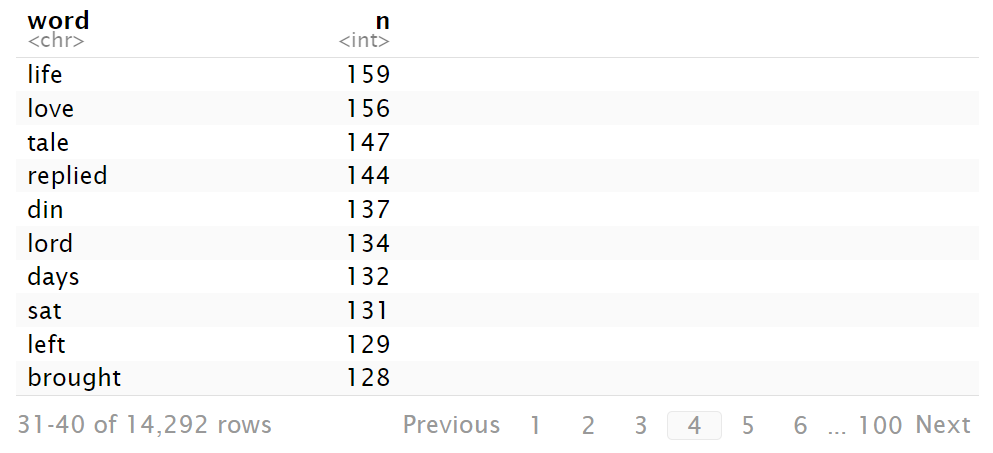 word n
<chr> <int>
life 159
love 156
tale 147
replied 144
din 137
lord 134
days 132
sat 131
left 129
brought 128
31-40 of 14,292 rows Previous 1 2 3 4 5 6 ... 100 Next